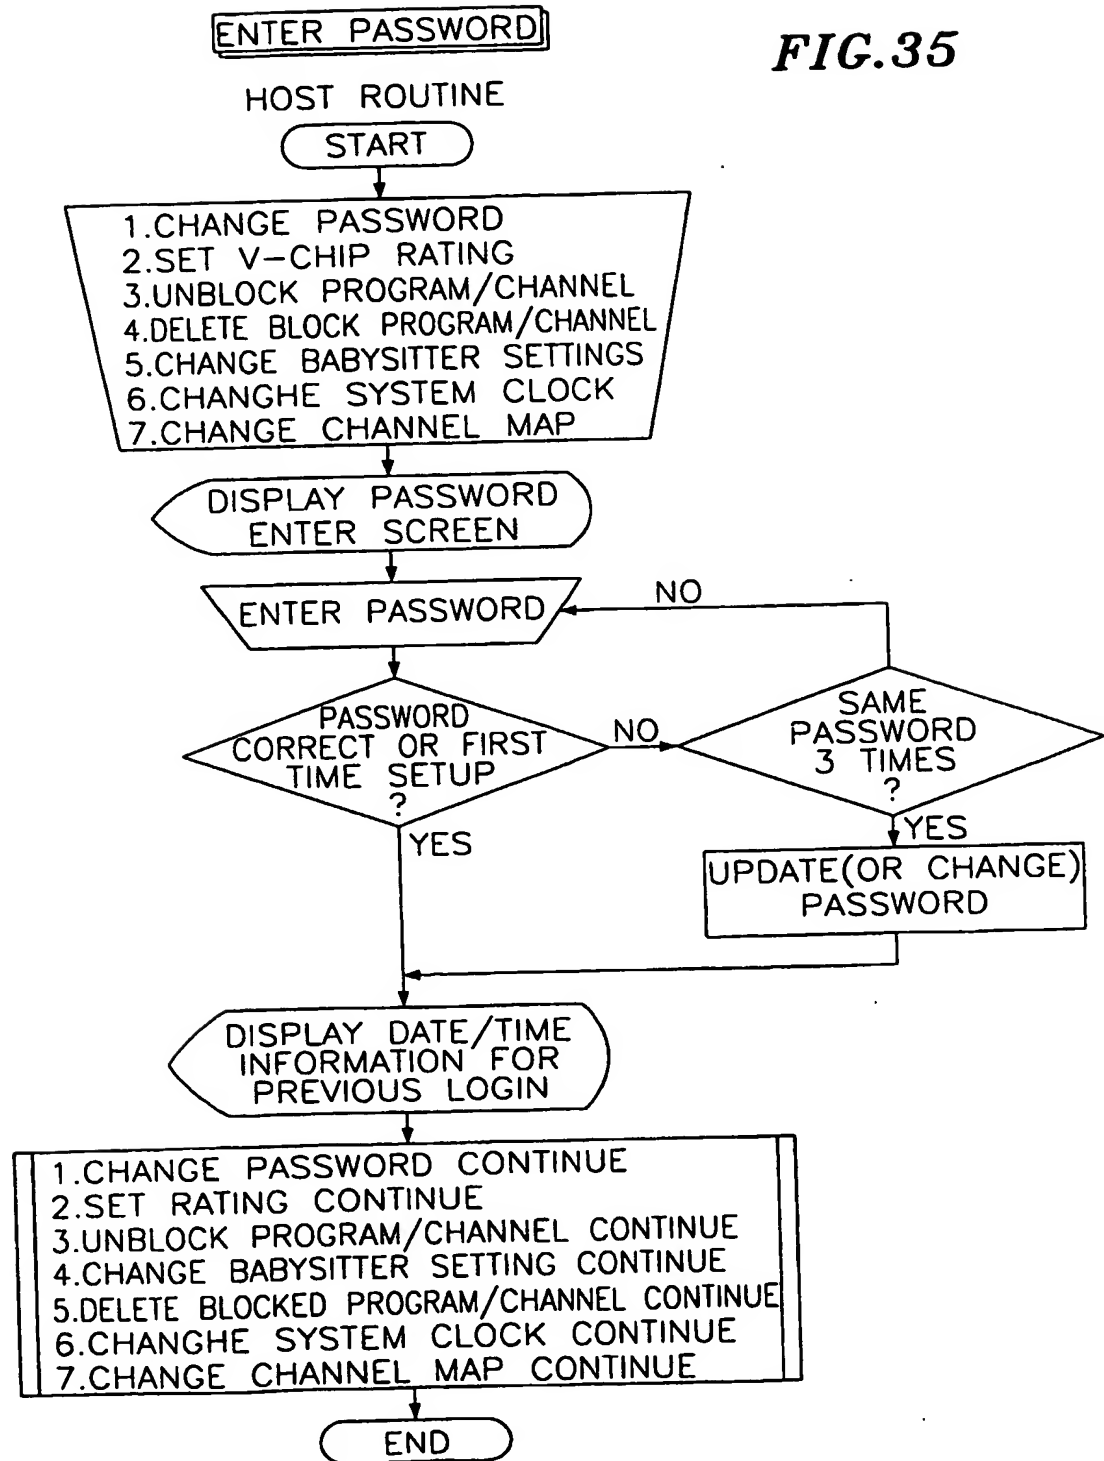 ENTER PASSWORD
FIG.35
HOST ROUTINE
START
1.CHANGE PASSWORD
2.SET V-CHIP RATING
3.UNBLOCK PROGRAM/CHANNEL
4.DELETE BLOCK PROGRAM/CHANNEL
5.CHANGE BABYSITTER SETTINGS
6.CHANGHE SYSTEM CLOCK
7.CHANGE CHANNEL MAP
DISPLAY PASSWORD
ENTER SCREEN
ENTER PASSWORD
NO
PASSWORD
CORRECT OR FIRST
TIME SETUP
?
NO
SAME
PASSWORD
3 TIMES
?
YES
YES
UPDATE(OR CHANGE)
PASSWORD
DISPLAY DATE/TIME
INFORMATION FOR
PREVIOUS LOGIN
1.CHANGE PASSWORD CONTINUE
2.SET RATING CONTINUE
3.UNBLOCK PROGRAM/CHANNEL CONTINUE
4.CHANGE BABYSITTER SETTING CONTINUE
5.DELETE BLOCKED PROGRAM/CHANNEL CONTINUE
6.CHANGHE SYSTEM CLOCK CONTINUE
7.CHANGE CHANNEL MAP CONTINUE
END